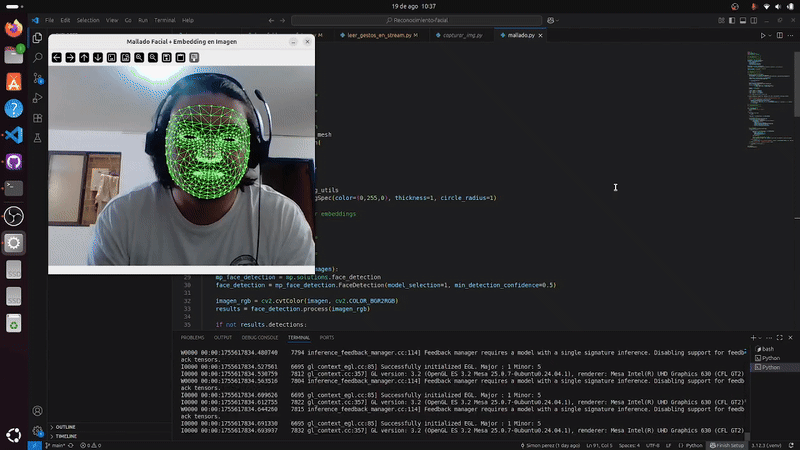 19 de ago 10:37
File Edit Selection View Go Run Terminal Help
Reconocimiento-facial
Mallado Facial + Embedding en Imagen
leer_gestos_en_stream.py M
capturar_img.py
mallado.py
_mesh
g_utils
gSpec(color=(0,255,0), thickness=1, circle_radius=1)
r embeddings
imagen):
29 mp_face_detection = mp.solutions.face_detection
30 face_detection = mp_face_detection.FaceDetection(model_selection=1, min_detection_confidence=0.5)
imagen_rgb = cv2.cvtColor(imagen, cv2.COLOR_BGR2RGB)
33 results = face_detection.process(imagen_rgb)
35 if not results.detections:
PROBLEMS OUTPUT DEBUG CONSOLE TERMINAL PORTS
W0000 00:00:1755617834.480740 7794 inference_feedback_manager.cc:114] Feedback manager requires a model with a single signature inference. Disabling support for feedb
ack tensors.
I0000 00:00:1755617834.527561 6695 gl_context_egl.cc:85] Successfully initialized EGL. Major : 1 Minor: 5
I0000 00:00:1755617834.530759 7812 gl_context.cc:357] GL version: 3.2 (OpenGL ES 3.2 Mesa 25.0.7-0ubuntu0.24.04.1), renderer: Mesa Intel(R) UHD Graphics 630 (CFL GT2)
W0000 00:00:1755617834.563510 7804 inference_feedback_manager.cc:114] Feedback manager requires a model with a single signature inference. Disabling support for feedb
ack tensors.
I0000 00:00:1755617834.609626 6695 gl_context_egl.cc:85] Successfully initialized EGL. Major : 1 Minor: 5
I0000 00:00:1755617834.612755 7822 gl_context.cc:357] GL version: 3.2 (OpenGL ES 3.2 Mesa 25.0.7-0ubuntu0.24.04.1), renderer: Mesa Intel(R) UHD Graphics 630 (CFL GT2)
W0000 00:00:1755617834.644260 7815 inference_feedback_manager.cc:114] Feedback manager requires a model with a single signature inference. Disabling support for feedb
ack tensors.
I0000 00:00:1755617834.691330 6695 gl_context_egl.cc:85] Successfully initialized EGL. Major : 1 Minor: 5
I0000 00:00:1755617834.693937 7832 gl_context.cc:357] GL version: 3.2 (OpenGL ES 3.2 Mesa 25.0.7-0ubuntu0.24.04.1), renderer: Mesa Intel(R) UHD Graphics 630 (CFL GT2)
bash
Python
Python
OUTLINE
TIMELINE
main* 0 0 Simon perez (1 day ago) Ln 91, Col 5 Spaces: 4 UTF-8 LF Python Finish Setup 3.12.3 (.venv)